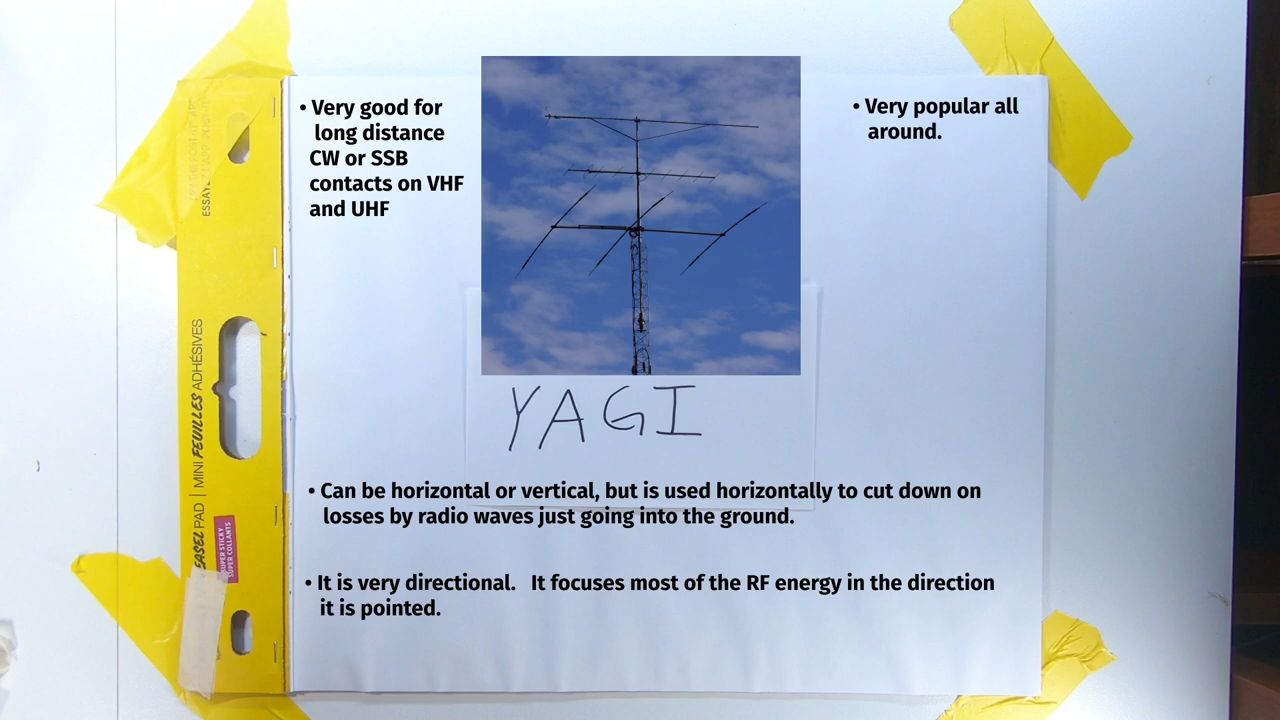 • Very good for
long distance
CW or SSB
contacts on VHF
and UHF
• Very popular all
around.
YAGI
• Can be horizontal or vertical, but is used horizontally to cut down on
losses by radio waves just going into the ground.
• It is very directional. It focuses most of the RF energy in the direction
it is pointed.
EASEL PAD | MINI FEUILLES ADHÉSIVES
SUPER STICKY
SUPER COLLANTS